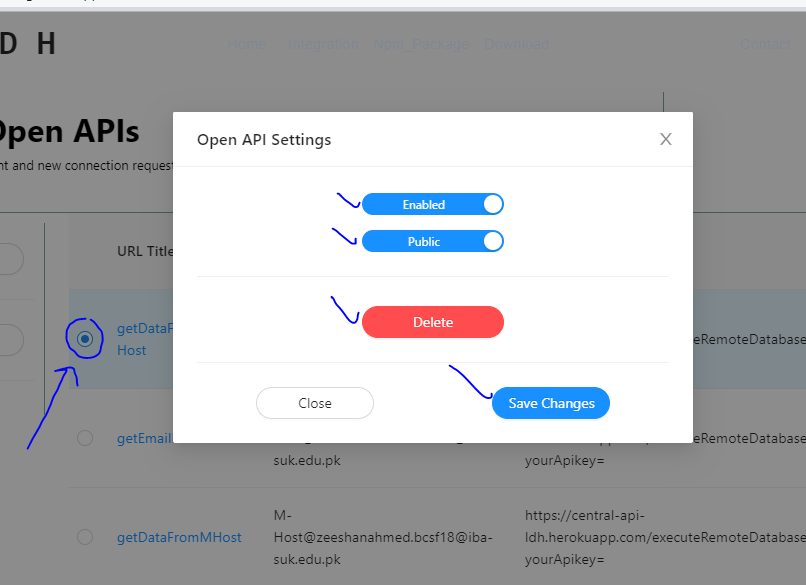 D H
Home Integration Npm_Package Download Contact
Open APIs
Open API Settings
X
nt and new connection request
Enabled
Public
URL Title
Delete
getDataF
Host
eRemoteDatabase
Close
Save Changes
getEmail
eRemoteDatabase
suk.edu.pk
yourApikey=
getDataFromMHost
M-
Host@zeeshanahmed.bcsf18@iba-
suk.edu.pk
https://central-api-
ldh.herokuapp.com/executeRemoteDatabase
yourApikey=